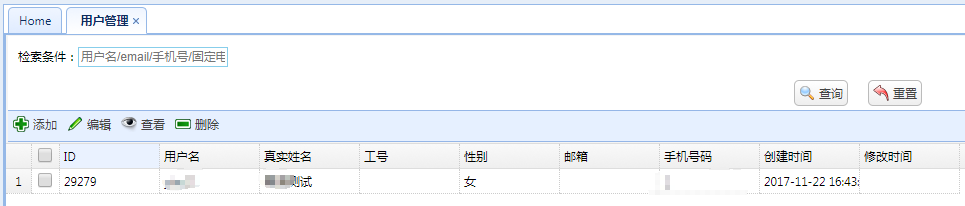 Home 用户管理 ×
检索条件：用户名/email/手机号/固定电
查询 重置
添加 编辑 查看 删除
ID 用户名 真实姓名 工号 性别 邮箱 手机号码 创建时间 修改时间
1 29279 测试 女 2017-11-22 16:43: